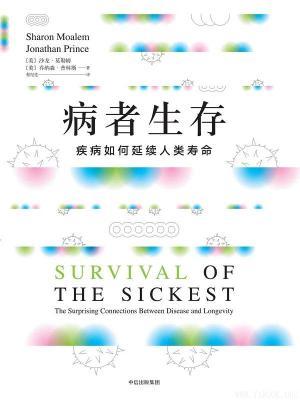 Sharon Moalem
Jonathan Prince
病者生存
疾病如何延续人类寿命
SURVIVAL OF
THE SICKEST
The Surprising Connections Between Disease and Longevity
中信出版集团